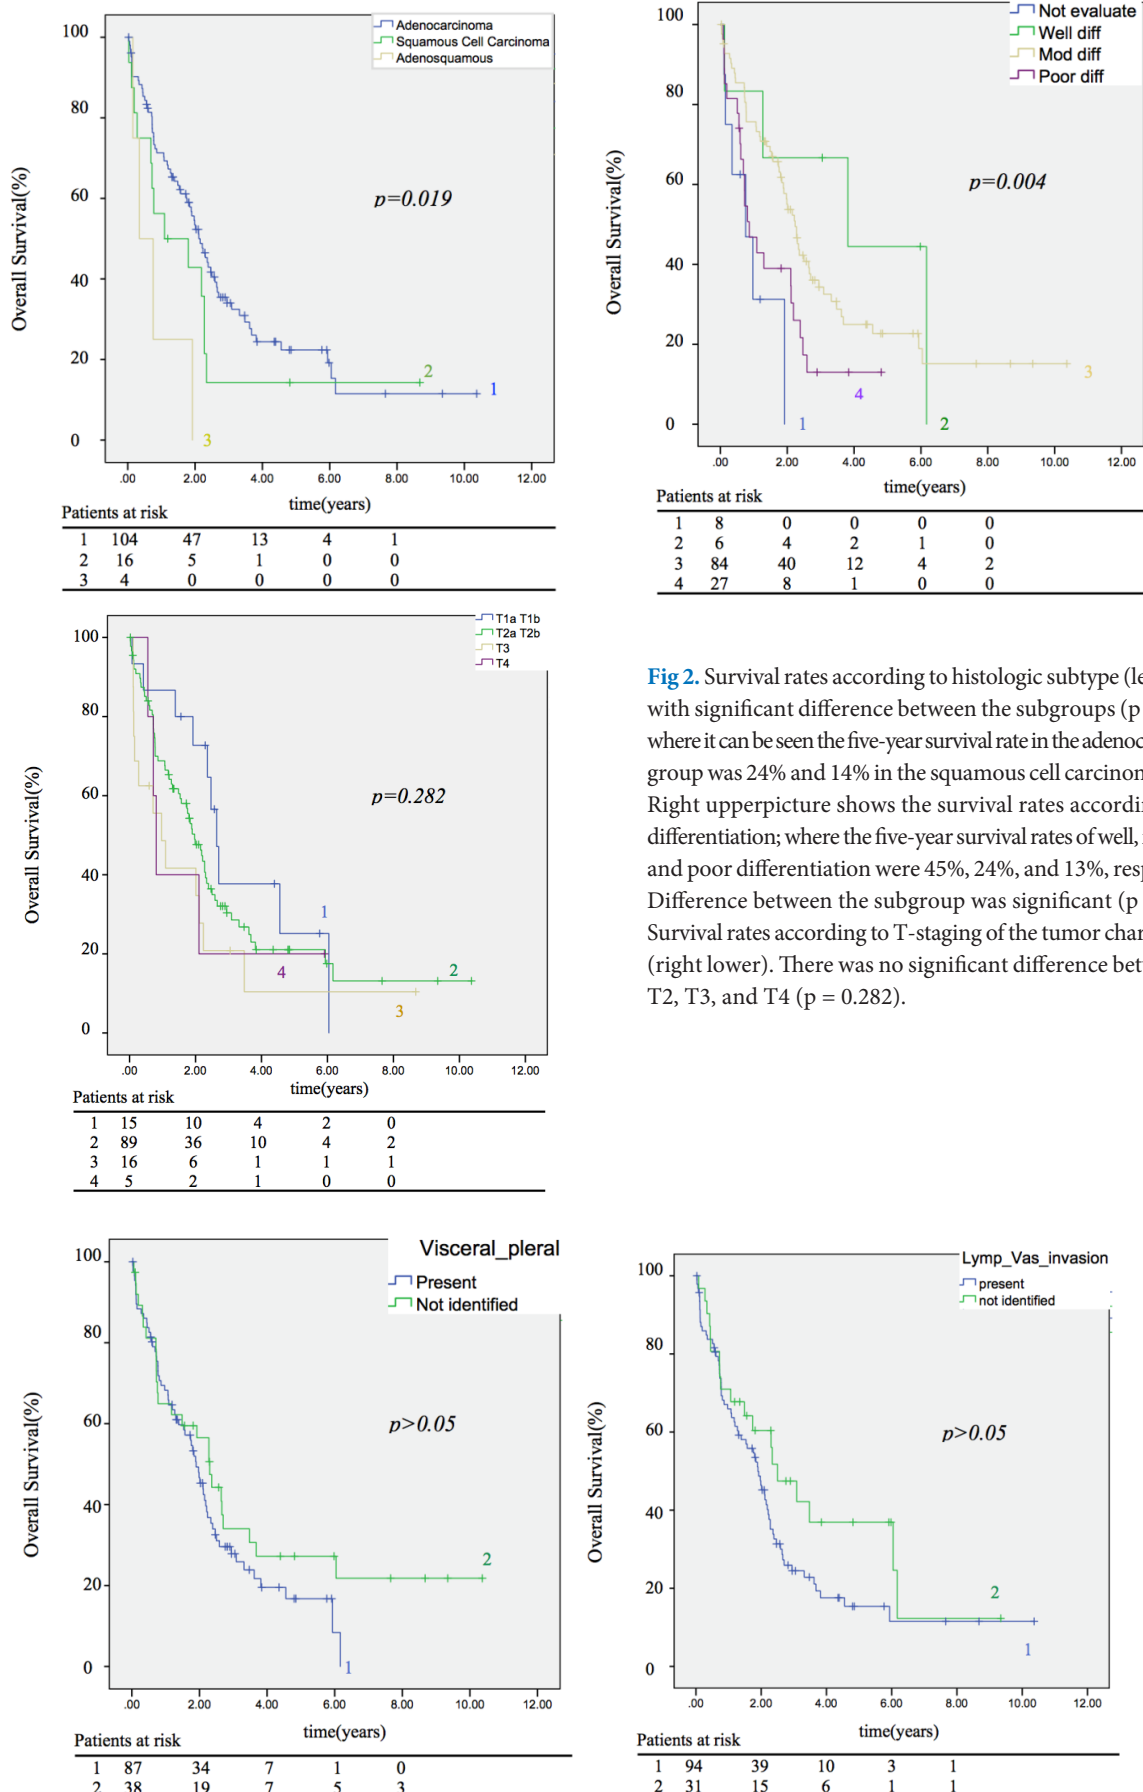 Adenocarcinoma
Squamous Cell Carcinoma
Adenosquamous
Overall Survival(%)
100
80
60
40
20
0
p=0.019
2
1
3
.00 2.00 4.00 6.00 8.00 10.00 12.00
time(years)
Patients at risk
1 104 47 13 4 1
2 16 5 1 0 0
3 4 0 0 0 0
Not evaluate
Well diff
Mod diff
Poor diff
Overall Survival(%)
100
80
60
40
20
0
p=0.004
3
4
1
2
.00 2.00 4.00 6.00 8.00 10.00 12.00
time(years)
Patients at risk
1 8 0 0 0 0
2 6 4 2 1 0
3 84 40 12 4 2
4 27 8 1 0 0
T1a T1b
T2a T2b
T3
T4
Overall Survival(%)
100
80
60
40
20
0
p=0.282
1
2
4
3
.00 2.00 4.00 6.00 8.00 10.00 12.00
time(years)
Patients at risk
1 15 10 4 2 0
2 89 36 10 4 2
3 16 6 1 1 1
4 5 2 1 0 0
Fig 2. Survival rates according to histologic subtype (le
with significant difference between the subgroups (p
where it can be seen the five-year survival rate in the adenoc
group was 24% and 14% in the squamous cell carcinon
Right upperpicture shows the survival rates accordin
differentiation; where the five-year survival rates of well,
and poor differentiation were 45%, 24%, and 13%, resp
Difference between the subgroup was significant (p
Survival rates according to T-staging of the tumor char
(right lower). There was no significant difference bet
T2, T3, and T4 (p = 0.282).
Visceral_pleral
Present
Not identified
Overall Survival(%)
100
80
60
40
20
0
p>0.05
2
1
.00 2.00 4.00 6.00 8.00 10.00 12.00
time(years)
Patients at risk
1 87 34 7 1 0
2 38 19 7 5 3
Lymp_Vas_invasion
present
not identified
Overall Survival(%)
100
80
60
40
20
0
p>0.05
2
1
.00 2.00 4.00 6.00 8.00 10.00 12.00
time(years)
Patients at risk
1 94 39 10 3 1
2 31 15 6 1 1